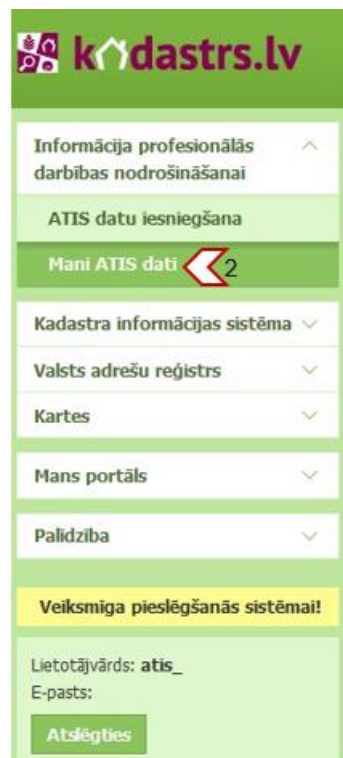 kadastrs.lv
Informācija profesionālās
darbības nodrošināšanai
ATIS datu iesniegšana
Mani ATIS dati 2
Kadastra informācijas sistēma
Valsts adrešu reģistrs
Kartes
Mans portāls
Palīdzība
Veiksmīga pieslēgšanās sistēmai!
Lietotājvārds: atis_
E-pasts:
Atslēgties